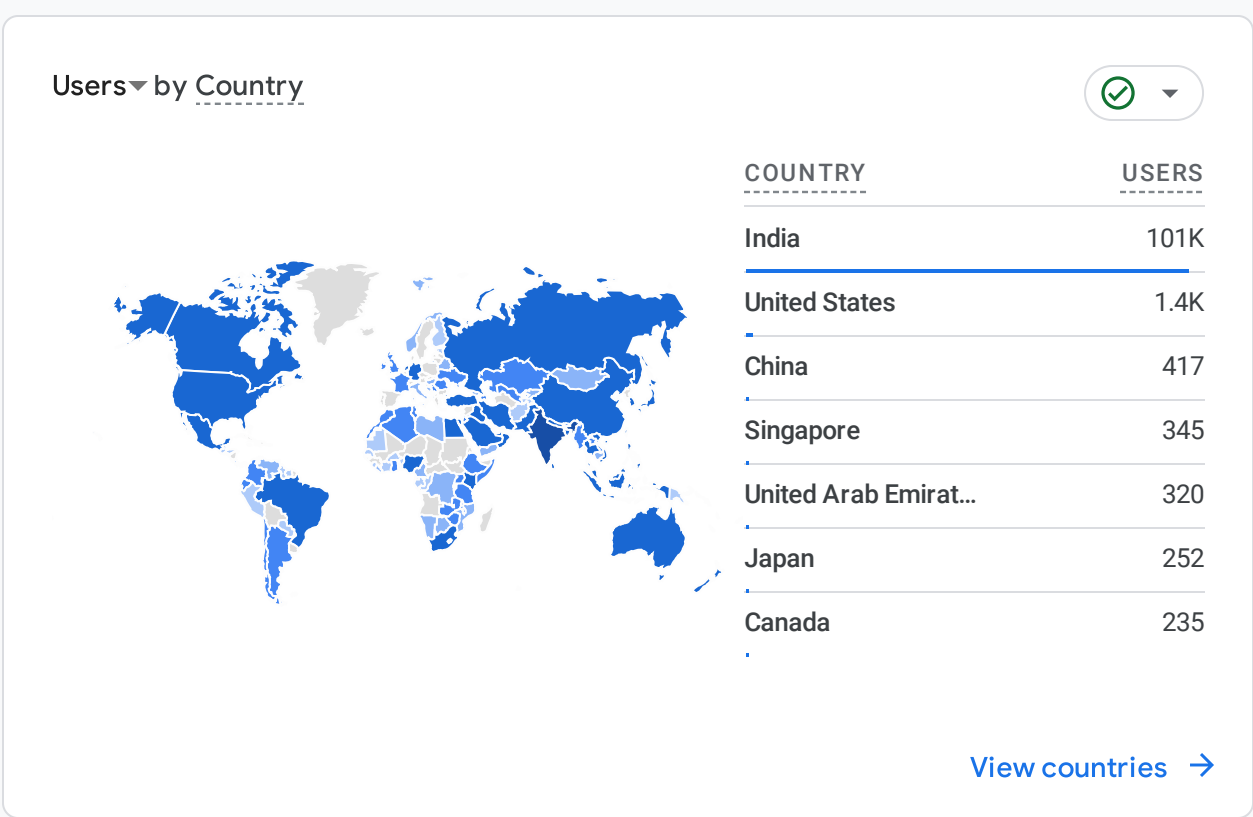 Users by Country
COUNTRY USERS
India 101K
United States 1.4K
China 417
Singapore 345
United Arab Emirat... 320
Japan 252
Canada 235
View countries